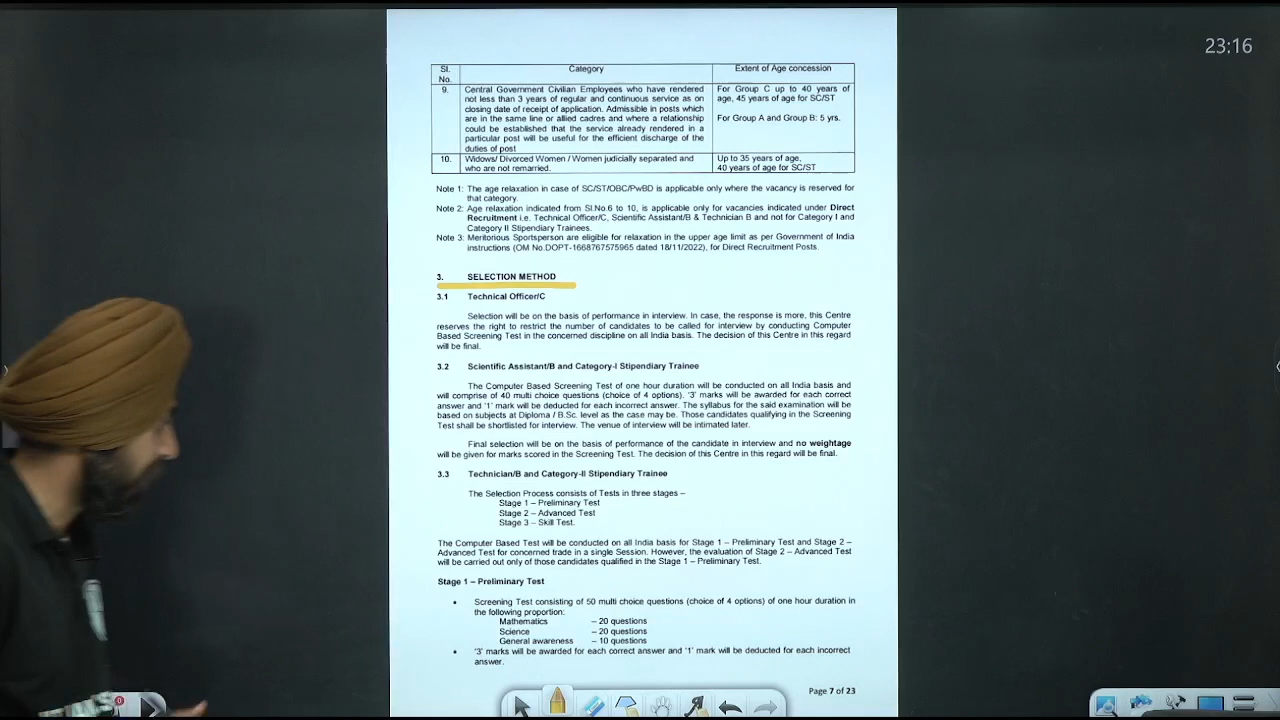 23:16
Sl. No. Category Extent of Age concession
9. Central Government Civilian Employees who have rendered For Group C up to 40 years of
not less than 3 years of regular and continuous service as on age, 45 years of age for SC/ST
closing date of receipt of application. Admissible in posts which
are in the same line or allied cadres and where a relationship For Group A and Group B: 5 yrs.
could be established that the service already rendered in a
particular post will be useful for the efficient discharge of the
duties of post
10. Widows/ Divorced Women / Women judicially separated and Up to 35 years of age,
who are not remarried. 40 years of age for SC/ST
Note 1: The age relaxation in case of SC/ST/OBC/PwBD is applicable only where the vacancy is reserved for
that category.
Note 2: Age relaxation indicated from Sl.No.6 to 10, is applicable only for vacancies indicated under Direct
Recruitment i.e. Technical Officer/C, Scientific Assistant/B & Technician B and not for Category I and
Category II Stipendiary Trainees.
Note 3: Meritorious Sportsperson are eligible for relaxation in the upper age limit as per Government of India
instructions (OM No.DOPT-1668767575965 dated 18/11/2022), for Direct Recruitment Posts.
3. SELECTION METHOD
3.1 Technical Officer/C
Selection will be on the basis of performance in interview. In case, the response is more, this Centre
reserves the right to restrict the number of candidates to be called for interview by conducting Computer
Based Screening Test in the concerned discipline on all India basis. The decision of this Centre in this regard
will be final.
3.2 Scientific Assistant/B and Category-I Stipendiary Trainee
The Computer Based Screening Test of one hour duration will be conducted on all India basis and
will comprise of 40 multi choice questions (choice of 4 options). '3' marks will be awarded for each correct
answer and '1' mark will be deducted for each incorrect answer. The syllabus for the said examination will be
based on subjects at Diploma / B.Sc. level as the case may be. Those candidates qualifying in the Screening
Test shall be shortlisted for interview. The venue of interview will be intimated later.
Final selection will be on the basis of performance of the candidate in interview and no weightage
will be given for marks scored in the Screening Test. The decision of this Centre in this regard will be final.
3.3 Technician/B and Category-II Stipendiary Trainee
The Selection Process consists of Tests in three stages –
Stage 1 – Preliminary Test
Stage 2 – Advanced Test
Stage 3 – Skill Test.
The Computer Based Test will be conducted on all India basis for Stage 1 – Preliminary Test and Stage 2 –
Advanced Test for concerned trade in a single Session. However, the evaluation of Stage 2 – Advanced Test
will be carried out only of those candidates qualified in the Stage 1 – Preliminary Test.
Stage 1 – Preliminary Test
• Screening Test consisting of 50 multi choice questions (choice of 4 options) of one hour duration in
the following proportion:
Mathematics – 20 questions
Science – 20 questions
General awareness – 10 questions
• '3' marks will be awarded for each correct answer and '1' mark will be deducted for each incorrect
answer.
Page 7 of 23
0